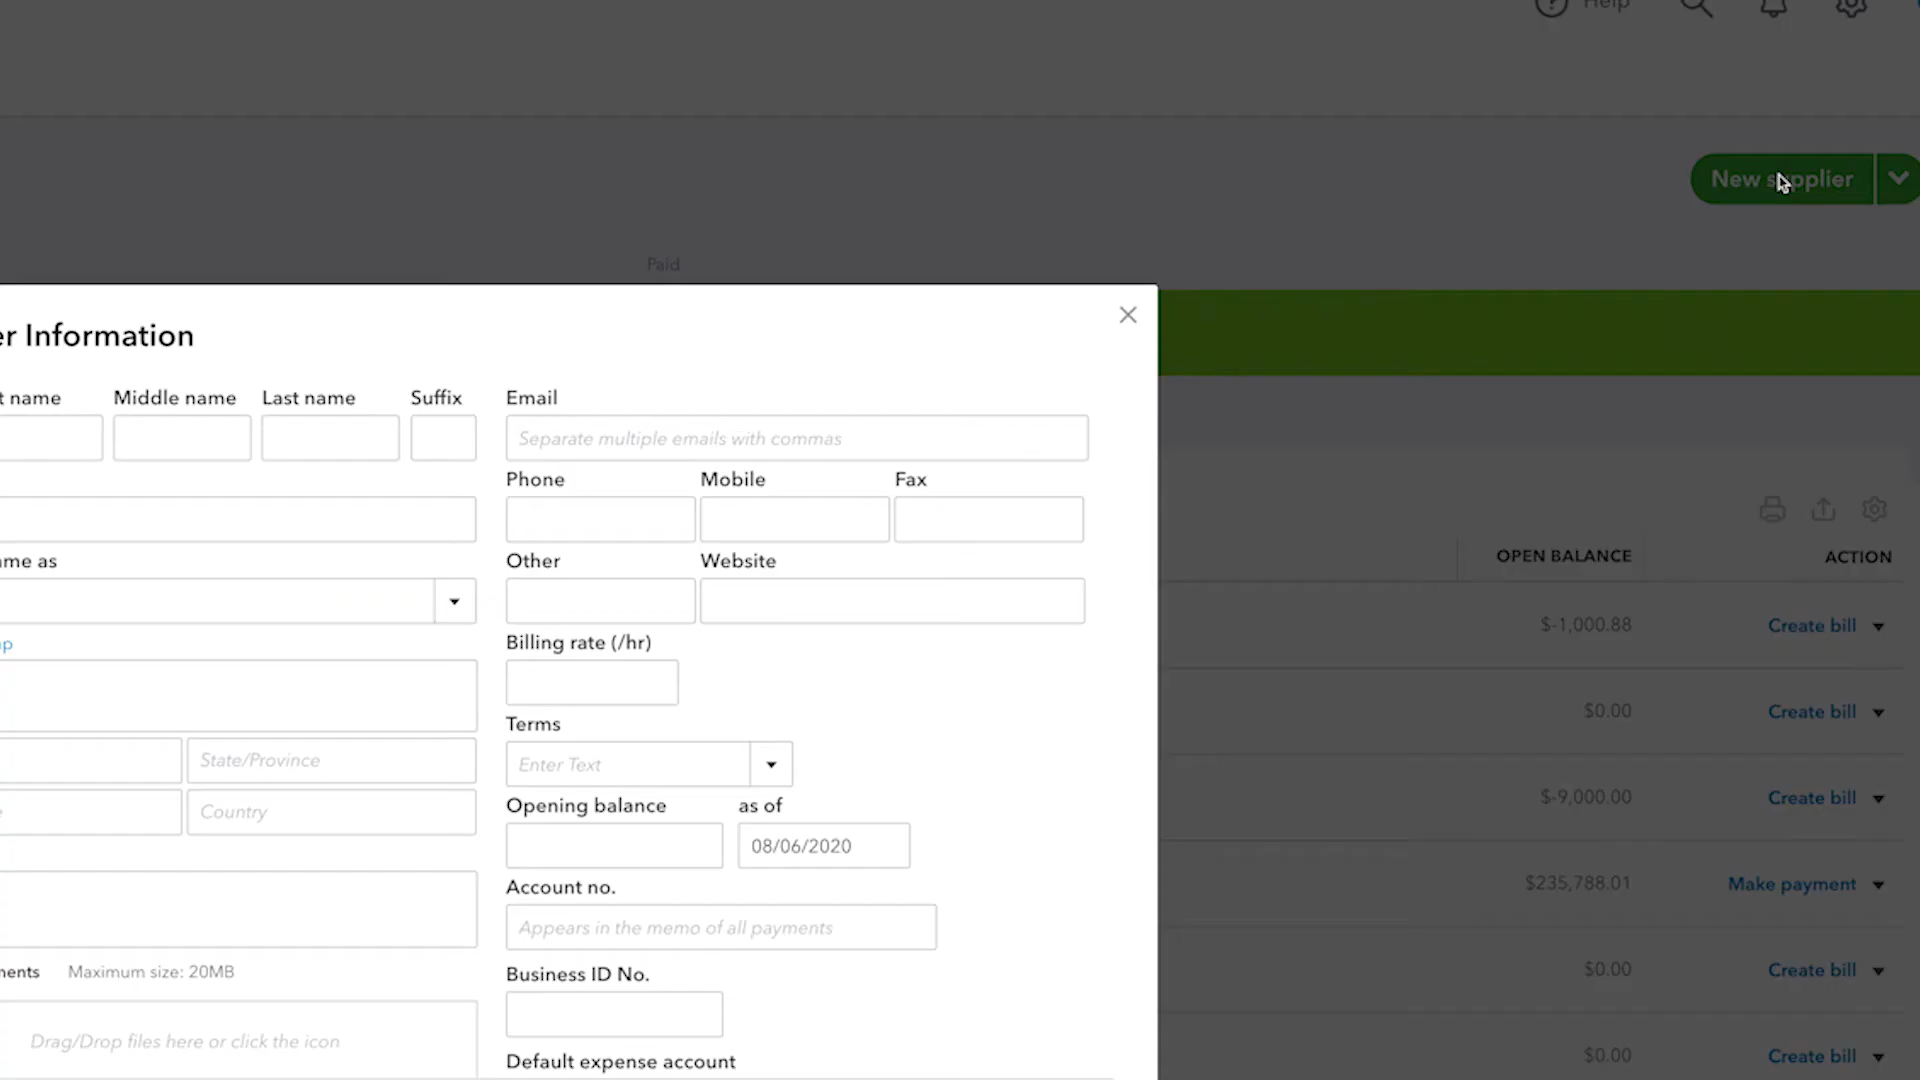 Help
New supplier
Paid
er Information
t name Middle name Last name Suffix Email
Separate multiple emails with commas
Phone Mobile Fax
me as Other Website
OPEN BALANCE ACTION
$-1,000.88 Create bill
p Billing rate (/hr)
$0.00 Create bill
Terms
State/Province Enter Text
$-9,000.00 Create bill
Opening balance as of
e Country
08/06/2020
Account no.
$235,788.01 Make payment
Appears in the memo of all payments
ments Maximum size: 20MB Business ID No.
$0.00 Create bill
Drag/Drop files here or click the icon
Default expense account
$0.00 Create bill